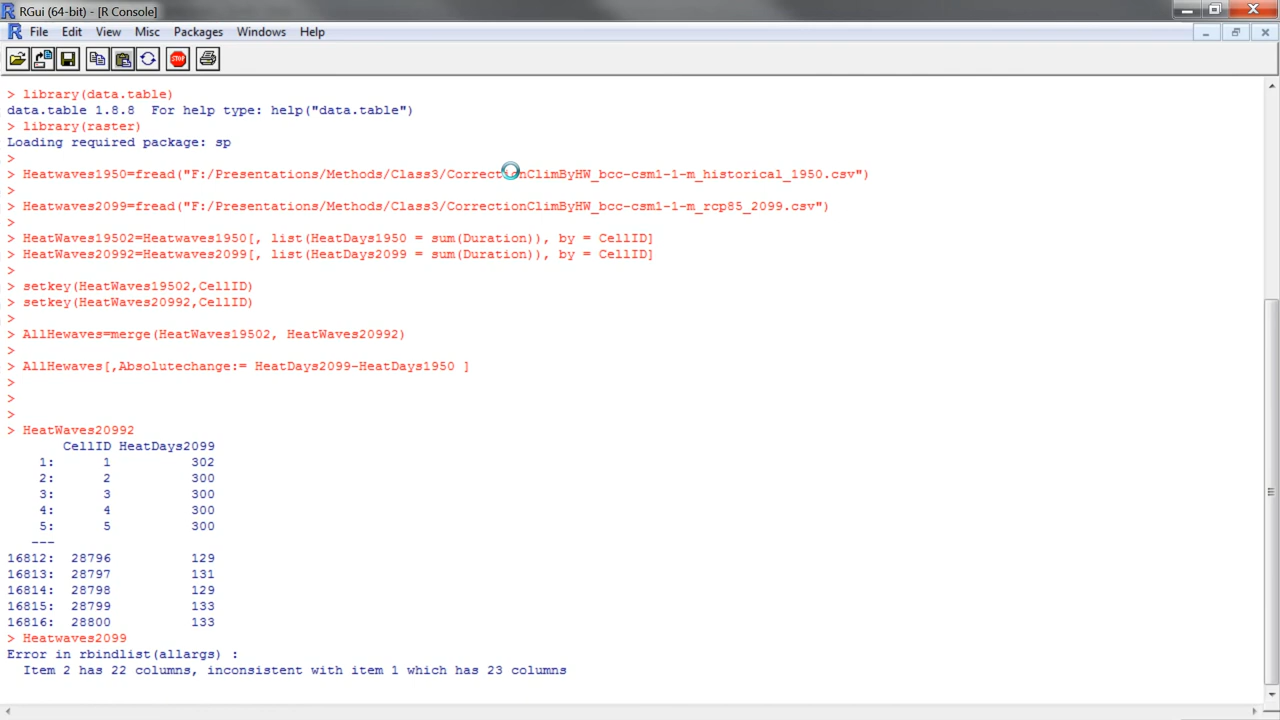 RGui (64-bit) - [R Console]
File Edit View Misc Packages Windows Help
STOP
> library(data.table)
data.table 1.8.8  For help type: help("data.table")
> library(raster)
Loading required package: sp
>
> Heatwaves1950=fread("F:/Presentations/Methods/Class3/CorrectionClimByHW_bcc-csm1-1-m_historical_1950.csv")
>
> Heatwaves2099=fread("F:/Presentations/Methods/Class3/CorrectionClimByHW_bcc-csm1-1-m_rcp85_2099.csv")
>
> HeatWaves19502=Heatwaves1950[, list(HeatDays1950 = sum(Duration)), by = CellID]
> HeatWaves20992=Heatwaves2099[, list(HeatDays2099 = sum(Duration)), by = CellID]
>
> setkey(HeatWaves19502,CellID)
> setkey(HeatWaves20992,CellID)
>
> AllHewaves=merge(HeatWaves19502, HeatWaves20992)
>
> AllHewaves[,Absolutechange:= HeatDays2099-HeatDays1950 ]
>
>
>
> HeatWaves20992
CellID HeatDays2099
1: 1 302
2: 2 300
3: 3 300
4: 4 300
5: 5 300
---
16812: 28796 129
16813: 28797 131
16814: 28798 129
16815: 28799 133
16816: 28800 133
> Heatwaves2099
Error in rbindlist(allargs) :
Item 2 has 22 columns, inconsistent with item 1 which has 23 columns